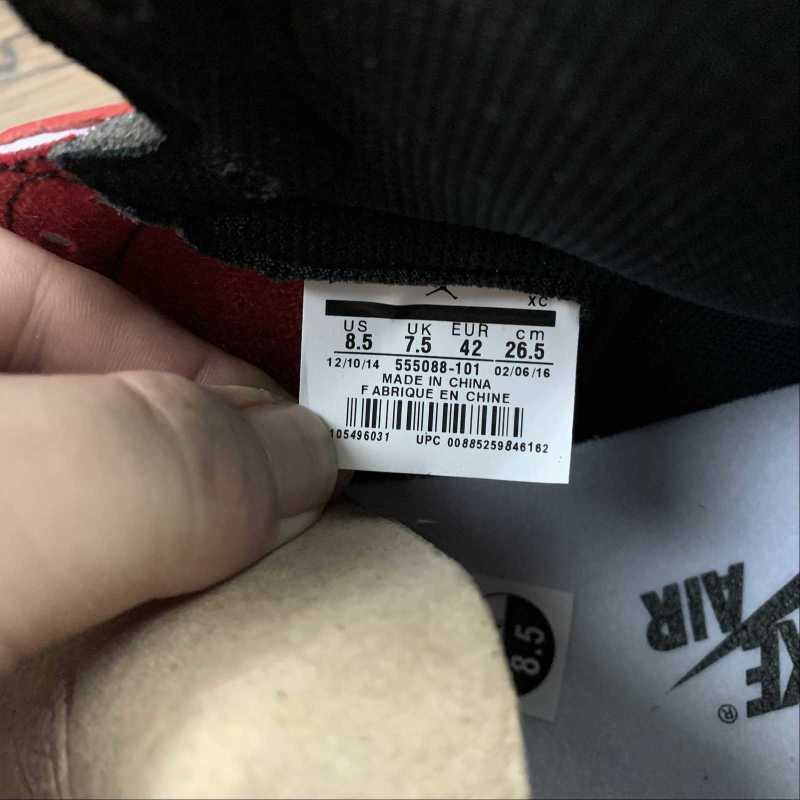 XC
US UK EUR cm
8.5 7.5 42 26.5
12/10/14 555088-101 02/06/16
MADE IN CHINA
FABRIQUE EN CHINE
105496031 UPC 00885259846162
8.5
AIR
KE ®